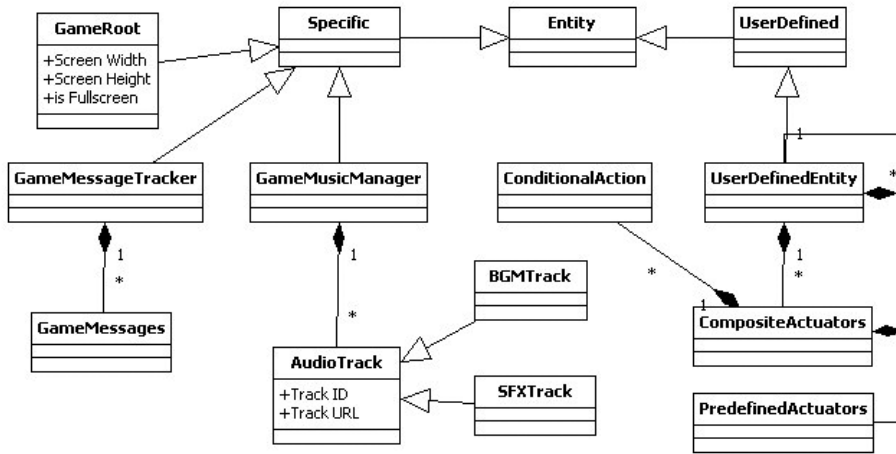 GameRoot
+Screen Width
+Screen Height
+is Fullscreen
Specific
Entity
UserDefined
GameMessageTracker
GameMusicManager
ConditionalAction
UserDefinedEntity
1
*
1
*
1
*
1
*
*
1
GameMessages
BGMTrack
CompositeActuators
AudioTrack
+Track ID
+Track URL
SFXTrack
PredefinedActuators